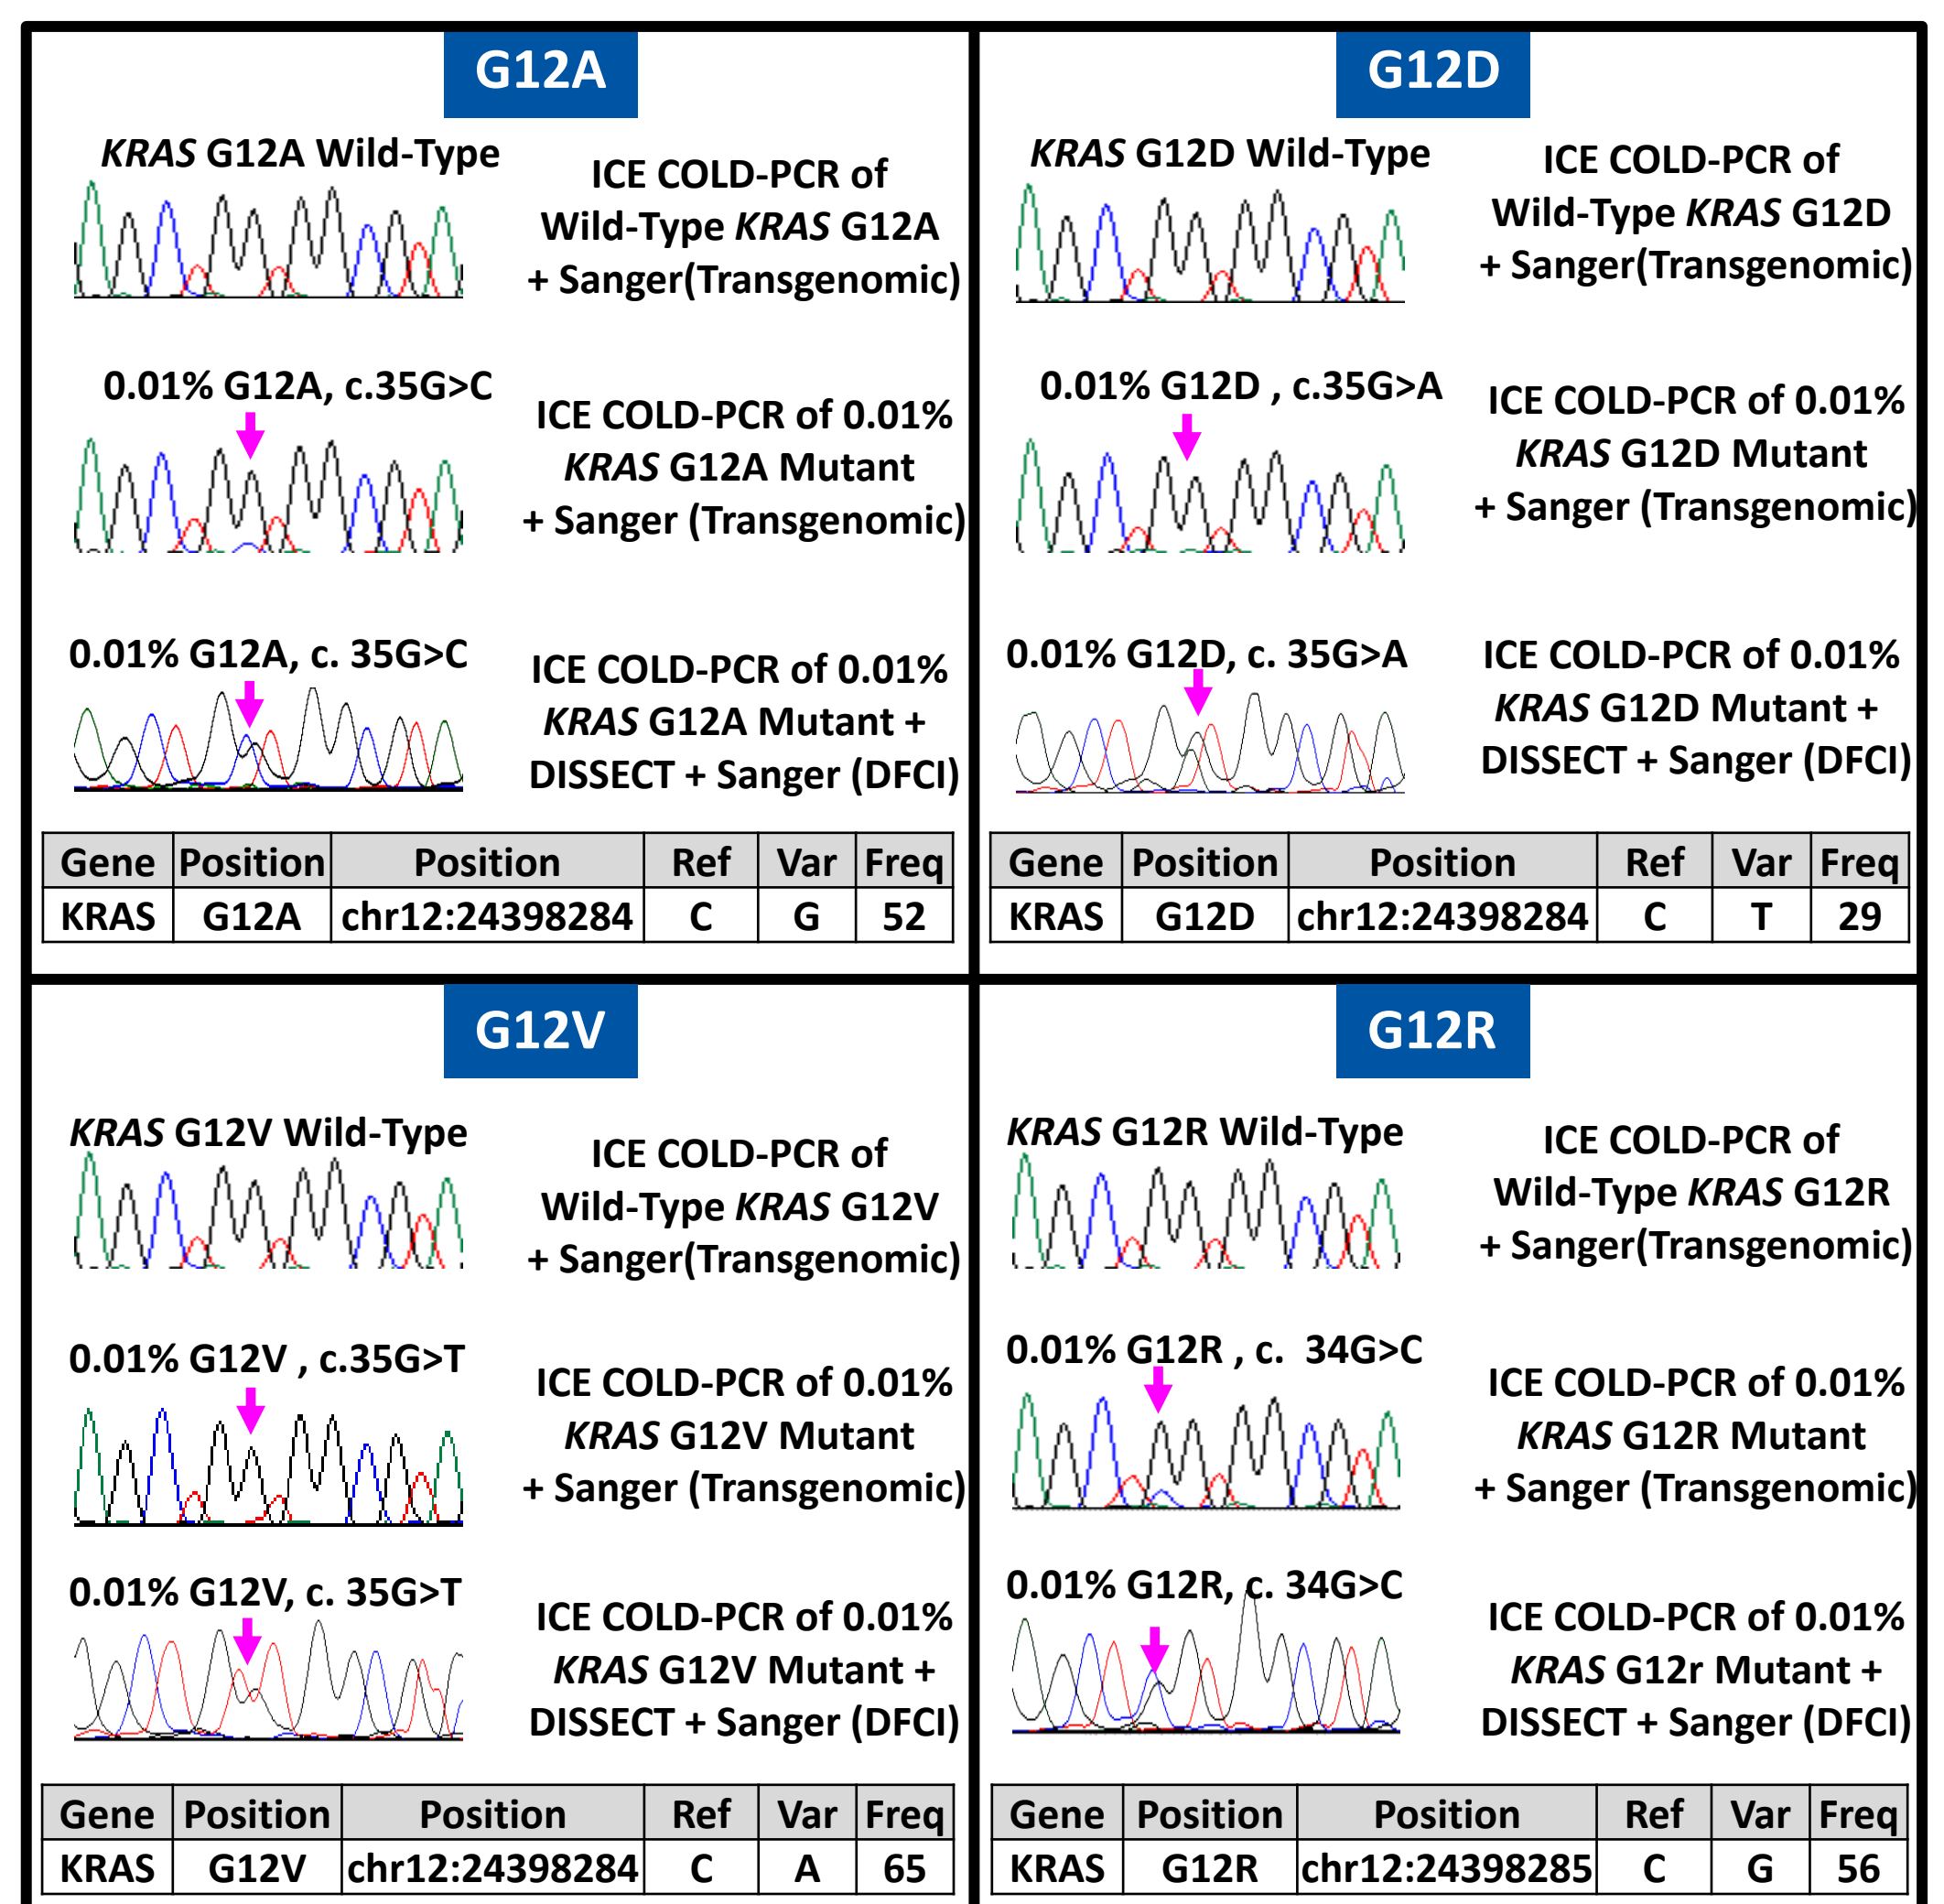 G12A
KRAS G12A Wild-Type
ICE COLD-PCR of
Wild-Type KRAS G12A
+ Sanger(Transgenomic)
0.01% G12A, c.35G>C
ICE COLD-PCR of 0.01%
KRAS G12A Mutant
+ Sanger (Transgenomic)
0.01% G12A, c. 35G>C
ICE COLD-PCR of 0.01%
KRAS G12A Mutant +
DISSECT + Sanger (DFCI)
Gene Position Position Ref Var Freq
KRAS G12A chr12:24398284 C G 52
G12D
KRAS G12D Wild-Type
ICE COLD-PCR of
Wild-Type KRAS G12D
+ Sanger(Transgenomic)
0.01% G12D , c.35G>A
ICE COLD-PCR of 0.01%
KRAS G12D Mutant
+ Sanger (Transgenomic)
0.01% G12D, c. 35G>A
ICE COLD-PCR of 0.01%
KRAS G12D Mutant +
DISSECT + Sanger (DFCI)
Gene Position Position Ref Var Freq
KRAS G12D chr12:24398284 C T 29
G12V
KRAS G12V Wild-Type
ICE COLD-PCR of
Wild-Type KRAS G12V
+ Sanger(Transgenomic)
0.01% G12V , c.35G>T
ICE COLD-PCR of 0.01%
KRAS G12V Mutant
+ Sanger (Transgenomic)
0.01% G12V, c. 35G>T
ICE COLD-PCR of 0.01%
KRAS G12V Mutant +
DISSECT + Sanger (DFCI)
Gene Position Position Ref Var Freq
KRAS G12V chr12:24398284 C A 65
G12R
KRAS G12R Wild-Type
ICE COLD-PCR of
Wild-Type KRAS G12R
+ Sanger(Transgenomic)
0.01% G12R , c. 34G>C
ICE COLD-PCR of 0.01%
KRAS G12R Mutant
+ Sanger (Transgenomic)
0.01% G12R, c. 34G>C
ICE COLD-PCR of 0.01%
KRAS G12r Mutant +
DISSECT + Sanger (DFCI)
Gene Position Position Ref Var Freq
KRAS G12R chr12:24398285 C G 56